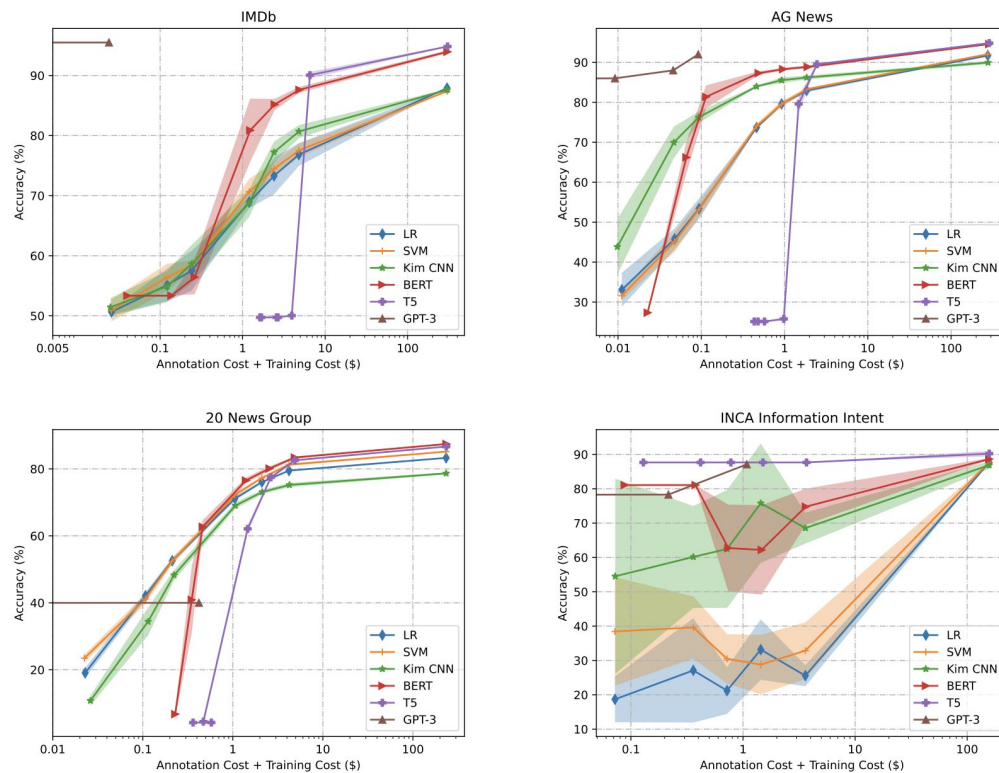 IMDb
Accuracy (%)
90
80
70
60
50
0.005
0.1
1
10
100
Annotation Cost + Training Cost ($)
LR
SVM
Kim CNN
BERT
T5
GPT-3
AG News
Accuracy (%)
90
80
70
60
50
40
30
0.01
0.1
1
10
100
Annotation Cost + Training Cost ($)
LR
SVM
Kim CNN
BERT
T5
GPT-3
20 News Group
Accuracy (%)
80
60
40
20
0.01
0.1
1
10
100
Annotation Cost + Training Cost ($)
LR
SVM
Kim CNN
BERT
T5
GPT-3
INCA Information Intent
Accuracy (%)
90
80
70
60
50
40
30
20
10
0.1
1
10
100
Annotation Cost + Training Cost ($)
LR
SVM
Kim CNN
BERT
T5
GPT-3